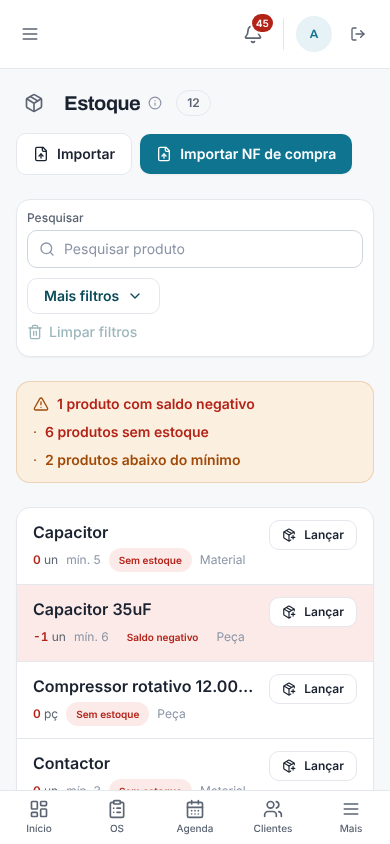 45
A
Estoque 12
Importar
Importar NF de compra
Pesquisar
Pesquisar produto
Mais filtros
Limpar filtros
1 produto com saldo negativo
· 6 produtos sem estoque
· 2 produtos abaixo do mínimo
Capacitor
Lançar
0 un mín. 5 Sem estoque Material
Capacitor 35uF
Lançar
-1 un mín. 6 Saldo negativo Peça
Compressor rotativo 12.00...
Lançar
0 pç Sem estoque Peça
Contactor
Lançar
Início
OS
Agenda
Clientes
Mais